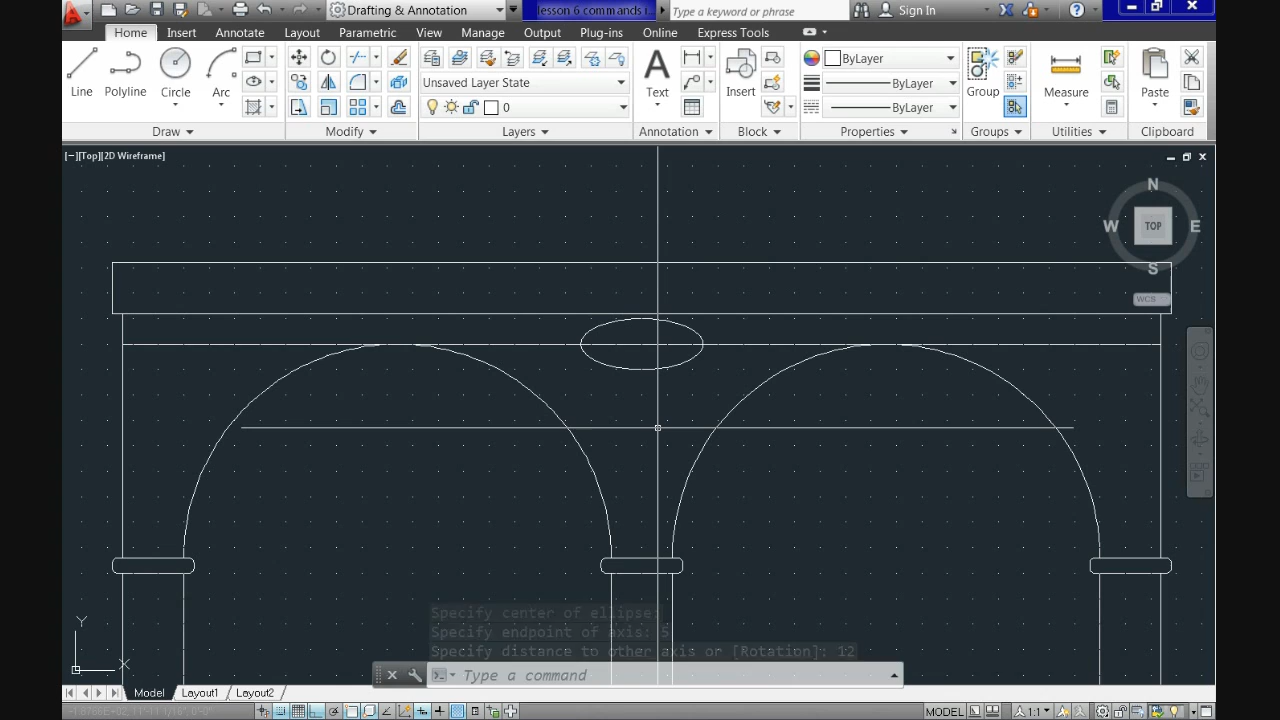 Drafting & Annotation
lesson 6 commands i...
Type a keyword or phrase
Sign In
Home Insert Annotate Layout Parametric View Manage Output Plug-ins Online Express Tools
Line Polyline Circle Arc
Unsaved Layer State
0
Text
Insert
ByLayer
ByLayer
ByLayer
Group
Measure
Paste
Draw Modify Layers Annotation Block Properties Groups Utilities Clipboard
[−][Top][2D Wireframe]
N
W TOP E
S
WCS
Specify center of ellipse:
Specify endpoint of axis: 5
Specify distance to other axis or [Rotation]: 12
Type a command
Y
X
Model Layout1 Layout2
MODEL
1:1